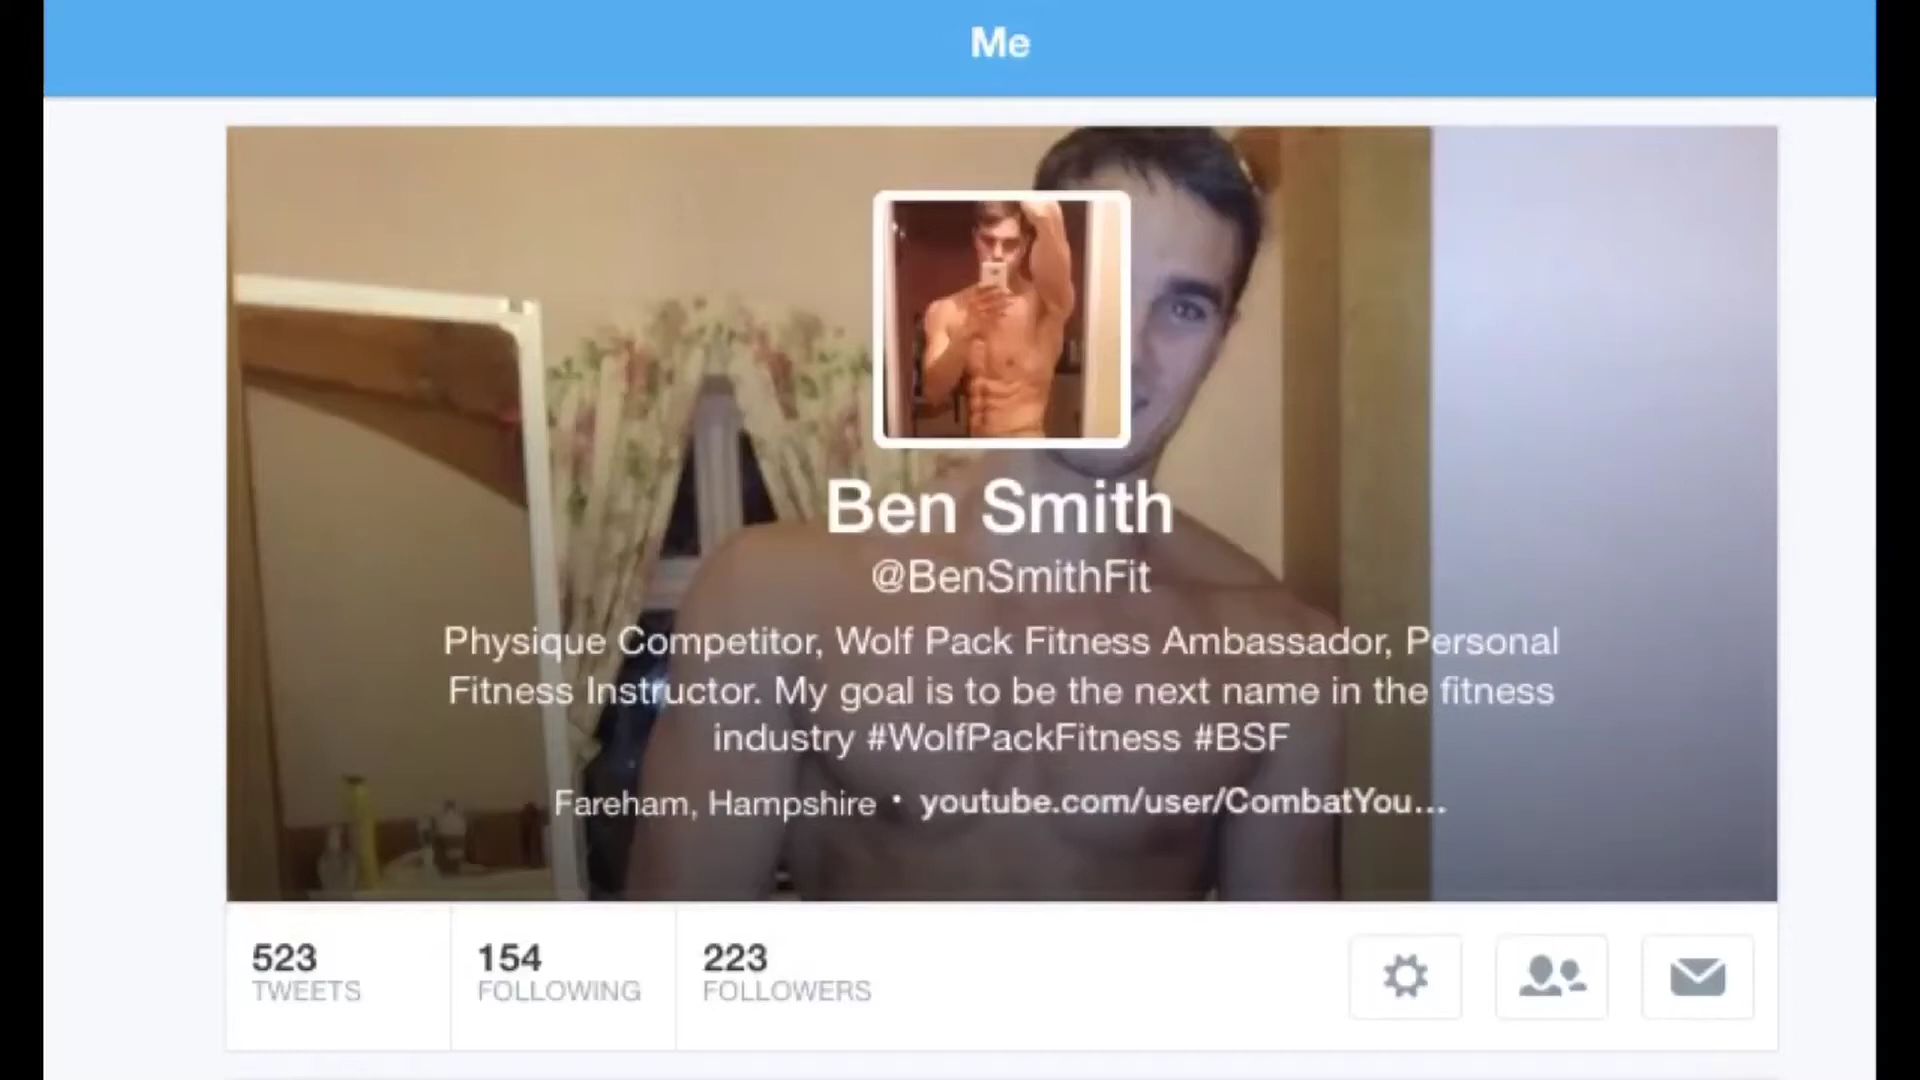 Me
Ben Smith
@BenSmithFit
Physique Competitor, Wolf Pack Fitness Ambassador, Personal
Fitness Instructor. My goal is to be the next name in the fitness
industry #WolfPackFitness #BSF
Fareham, Hampshire • youtube.com/user/CombatYou...
523
TWEETS
154
FOLLOWING
223
FOLLOWERS